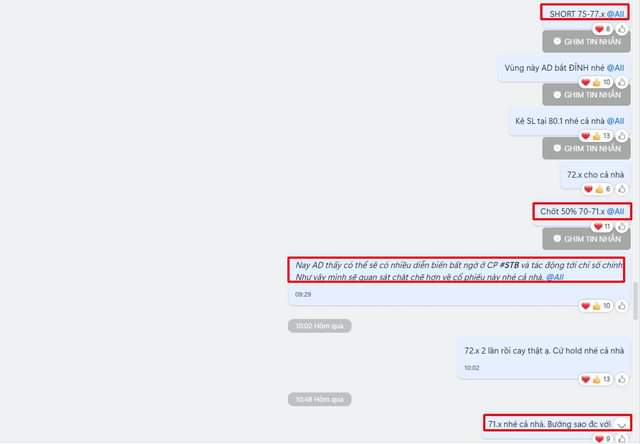 SHORT 75-77.x @All
6
GHIM TIN NHẮN
Vùng này AD bắt ĐỈNH nhé @All
10
GHIM TIN NHẮN
Kê SL tại 80.1 nhé cả nhà @All
13
GHIM TIN NHẮN
72.x cho cả nhà
6
Chốt 50% 70-71.x @All
11
GHIM TIN NHẮN
Nay AD thấy có thể sẽ có nhiều diễn biến bất ngờ ở CP #STB và tác động tới chỉ số chính
Như vậy mình sẽ quan sát chặt chẽ hơn về cổ phiếu này nhé cả nhà. @All
09:29
10
10:02 Hôm qua
72.x 2 lần rồi cay thật ạ. Cứ hold nhé cả nhà
10:02
13
10:48 Hôm qua
71.x nhé cả nhà. Bướng sao đc với
9